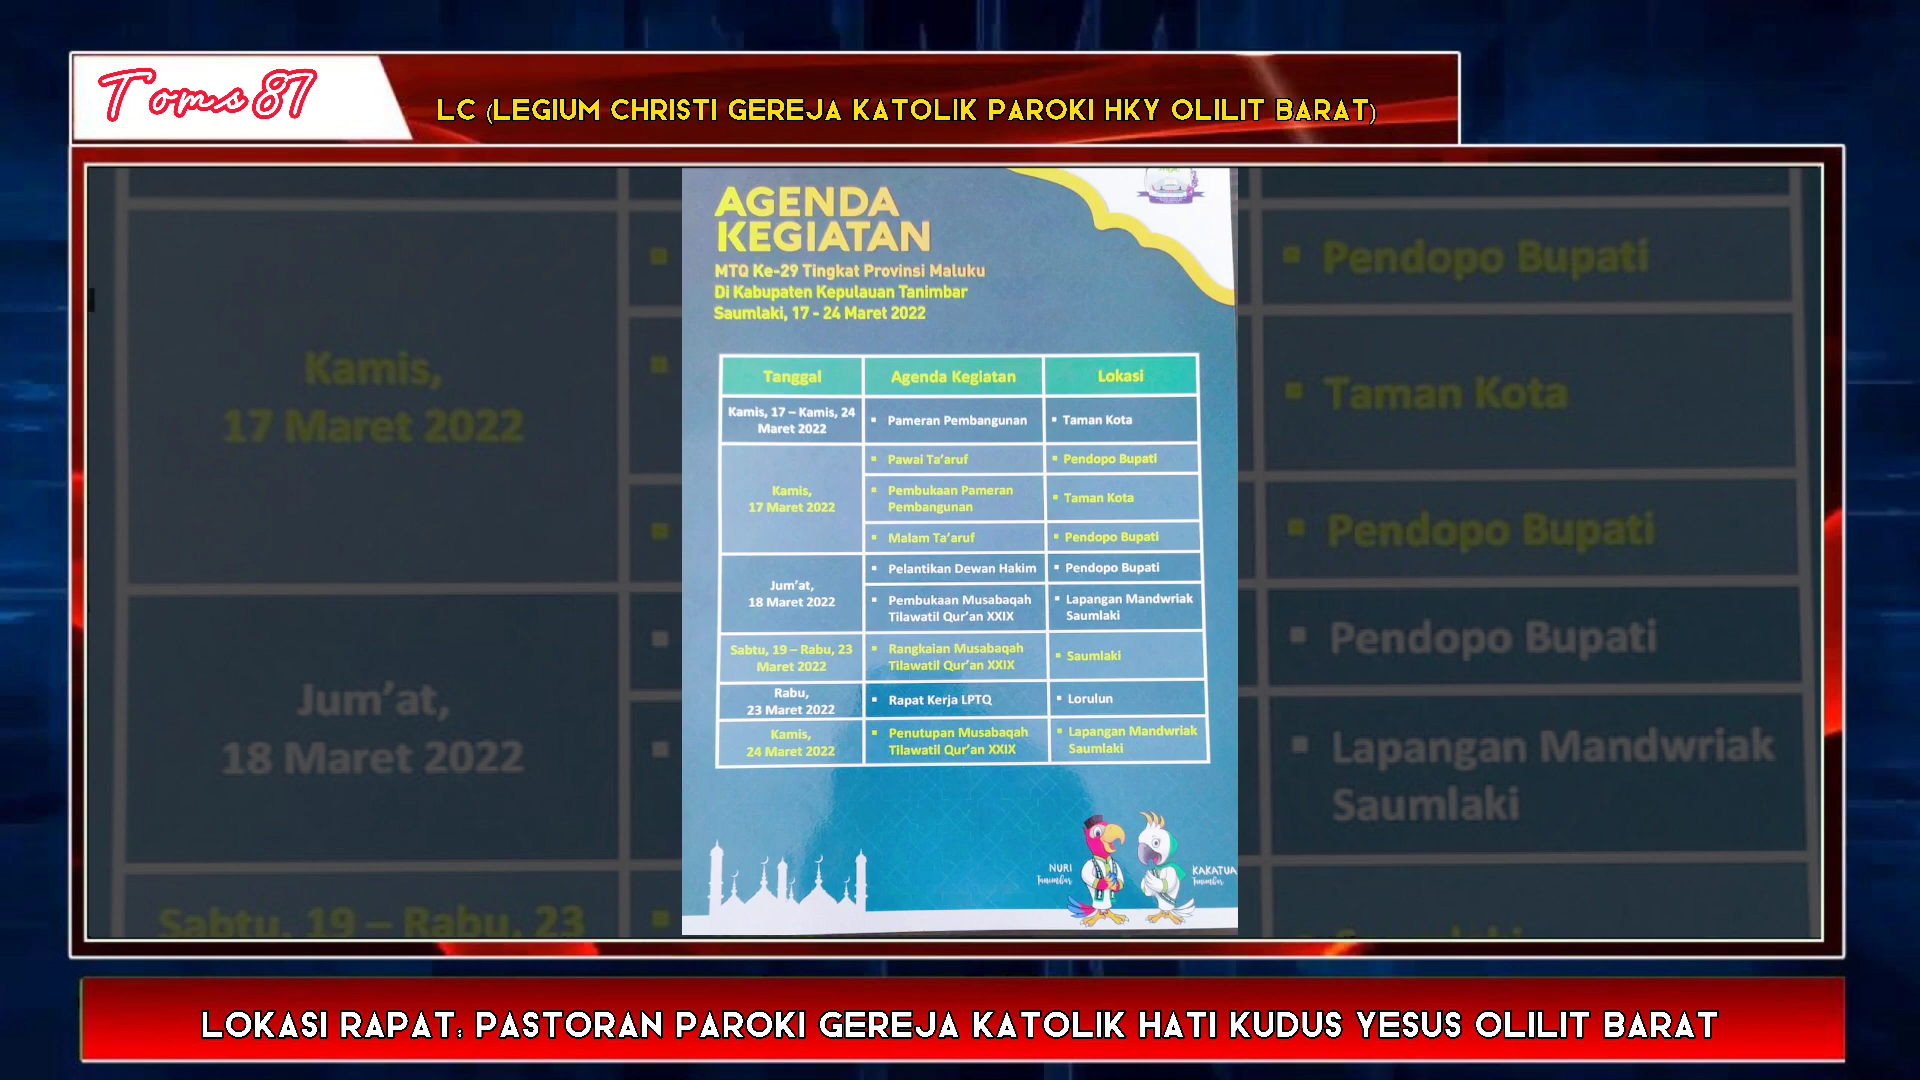 Toms 87
LC (LEGIUM CHRISTI GEREJA KATOLIK PAROKI HKY OLILIT BARAT)
AGENDA
KEGIATAN
MTQ Ke-29 Tingkat Provinsi Maluku
Di Kabupaten Kepulauan Tanimbar
Saumlaki, 17 - 24 Maret 2022
Tanggal Agenda Kegiatan Lokasi
Kamis, 17 – Kamis, 24
Maret 2022
▪ Pameran Pembangunan ▪ Taman Kota
Kamis,
17 Maret 2022
▪ Pawai Ta’aruf ▪ Pendopo Bupati
▪ Pembukaan Pameran
Pembangunan
▪ Taman Kota
▪ Malam Ta’aruf ▪ Pendopo Bupati
Jum’at,
18 Maret 2022
▪ Pelantikan Dewan Hakim ▪ Pendopo Bupati
▪ Pembukaan Musabaqah
Tilawatil Qur’an XXIX
▪ Lapangan Mandwriak
Saumlaki
Sabtu, 19 – Rabu, 23
Maret 2022
▪ Rangkaian Musabaqah
Tilawatil Qur’an XXIX
▪ Saumlaki
Rabu,
23 Maret 2022
▪ Rapat Kerja LPTQ ▪ Lorulun
Kamis,
24 Maret 2022
▪ Penutupan Musabaqah
Tilawatil Qur’an XXIX
▪ Lapangan Mandwriak
Saumlaki
NURI
Tanimbar
KAKATUA
Tanimbar
Kamis,
17 Maret 2022
Jum’at,
18 Maret 2022
Sabtu, 19 – Rabu, 23
▪ Pendopo Bupati
▪ Taman Kota
▪ Pendopo Bupati
▪ Pendopo Bupati
▪ Lapangan Mandwriak
Saumlaki
LOKASI RAPAT; PASTORAN PAROKI GEREJA KATOLIK HATI KUDUS YESUS OLILIT BARAT